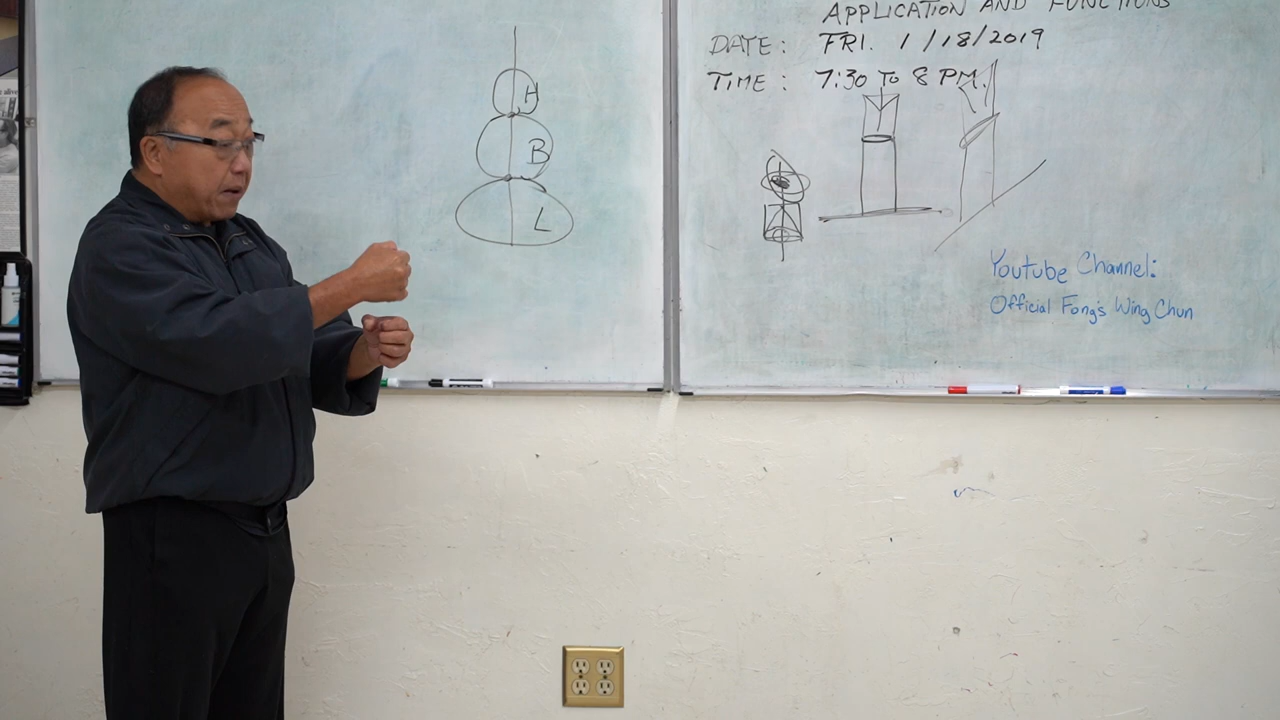 H
B
L
APPLICATION AND FUNCTIONS
DATE: FRI. 1/18/2019
TIME: 7:30 TO 8 PM.
Youtube Channel:
Official Fong's Wing Chun